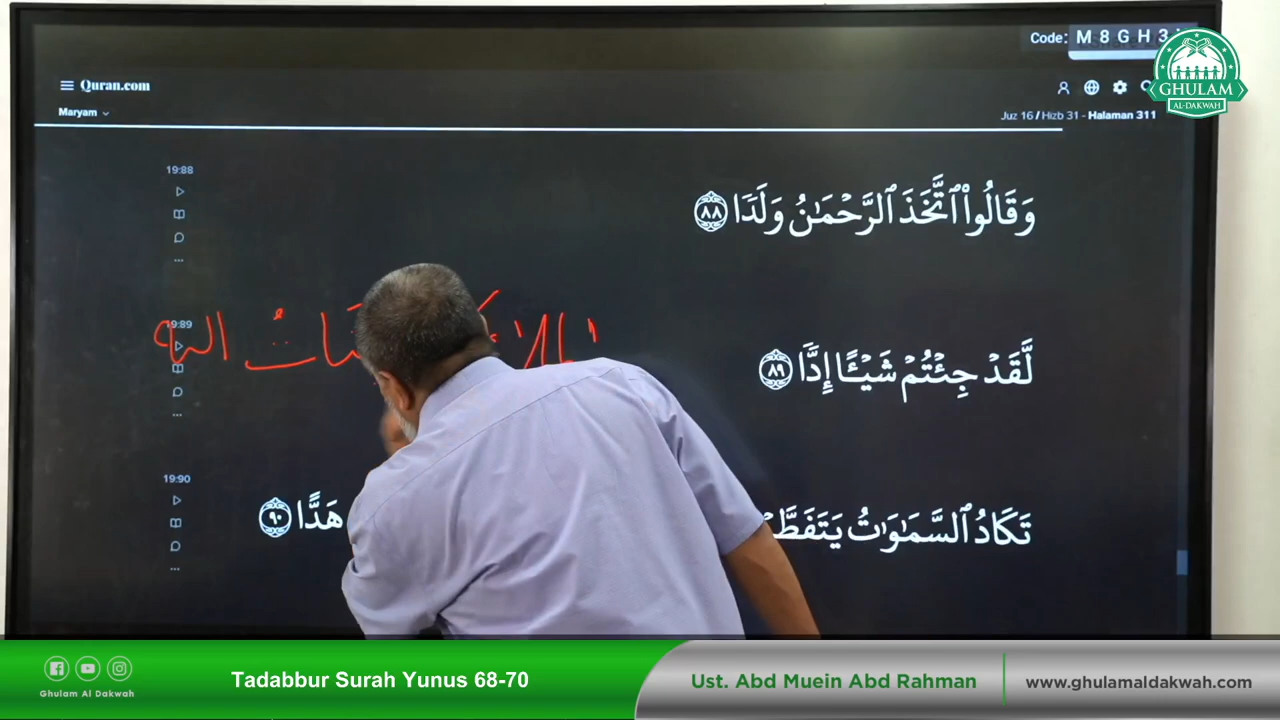 Code: M 8 G H 3
GHULAM
AL-DAKWAH
Quran.com
Maryam
Juz 16 / Hizb 31 - Halaman 311
19:88
وَقَالُوا۟ ٱتَّخَذَ ٱلرَّحْمَـٰنُ وَلَدًۭا ٨٨
19:89
لَّقَدْ جِئْتُمْ شَيْـًٔا إِدًّۭا ٨٩
19:90
تَكَادُ ٱلسَّمَـٰوَٰتُ هَدًّا ٩٠
Ghulam Al Dakwah
Tadabbur Surah Yunus 68-70
Ust. Abd Muein Abd Rahman
www.ghulamaldakwah.com